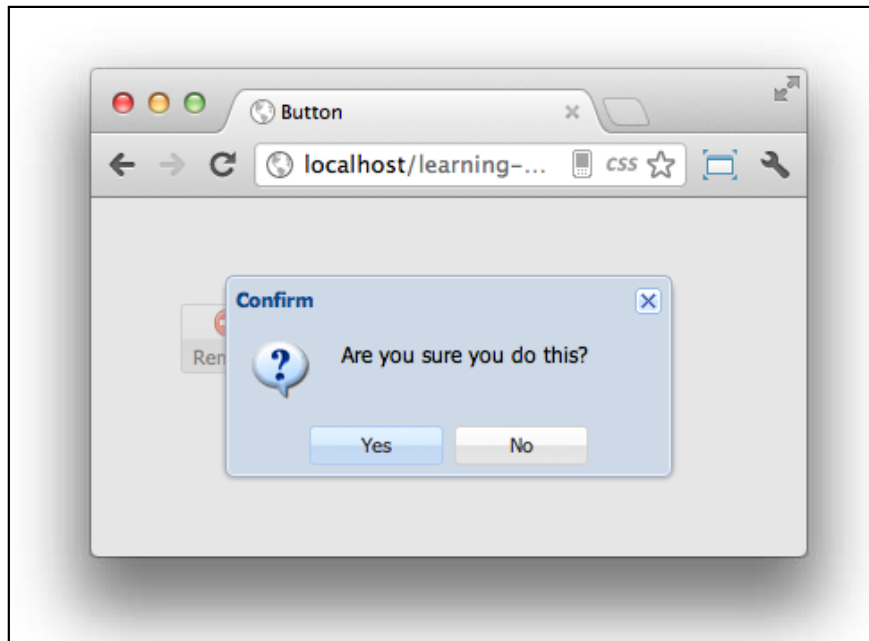 Button
localhost/learning-...
CSS
Confirm
Are you sure you do this?
Yes
No